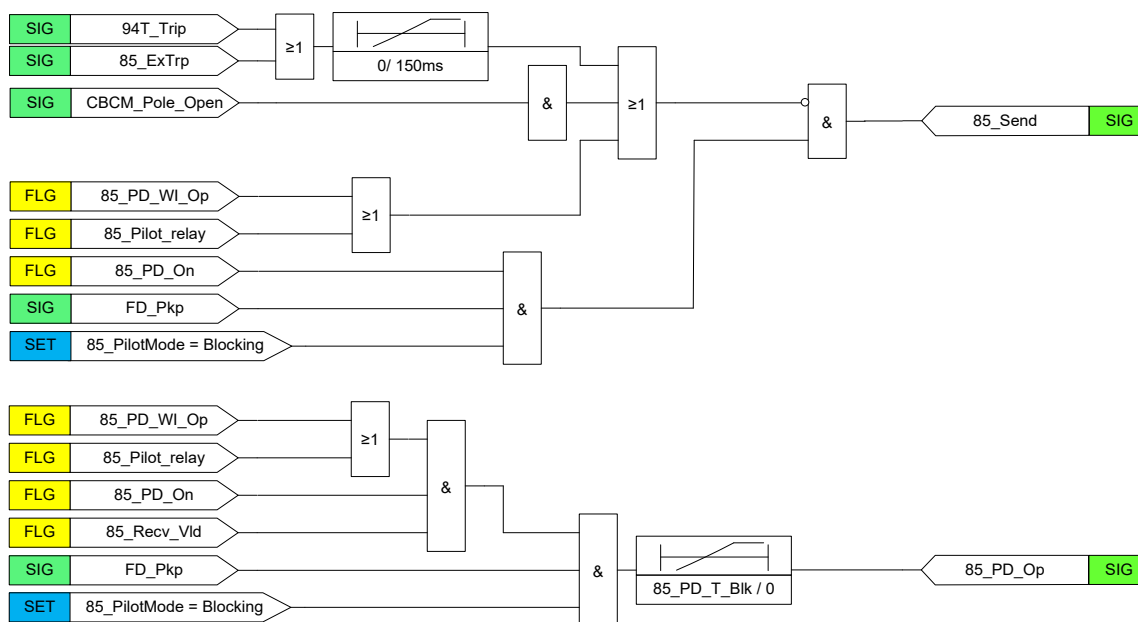 SIG 94T_Trip
SIG 85_ExTrp
≥1
0/ 150ms
SIG CBCM_Pole_Open
&
≥1
&
85_Send SIG
FLG 85_PD_WI_Op
FLG 85_Pilot_relay
≥1
FLG 85_PD_On
SIG FD_Pkp
SET 85_PilotMode = Blocking
&
FLG 85_PD_WI_Op
FLG 85_Pilot_relay
≥1
FLG 85_PD_On
FLG 85_Recv_Vld
&
SIG FD_Pkp
SET 85_PilotMode = Blocking
&
85_PD_T_Blk / 0
85_PD_Op SIG